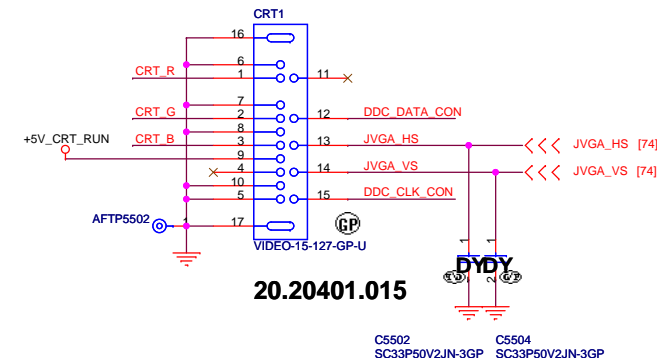 CRT1
16
6
CRT_R 1 11
7
CRT_G 2 12 DDC_DATA_CON
8
+5V_CRT_RUN CRT_B 3 13 JVGA_HS JVGA_HS [74]
9
4 14 JVGA_VS JVGA_VS [74]
10
5 15 DDC_CLK_CON
AFTP5502 1 17
GP
VIDEO-15-127-GP-U
1 1
DY DY
2
20.20401.015
C5502 C5504
SC33P50V2JN-3GP SC33P50V2JN-3GP